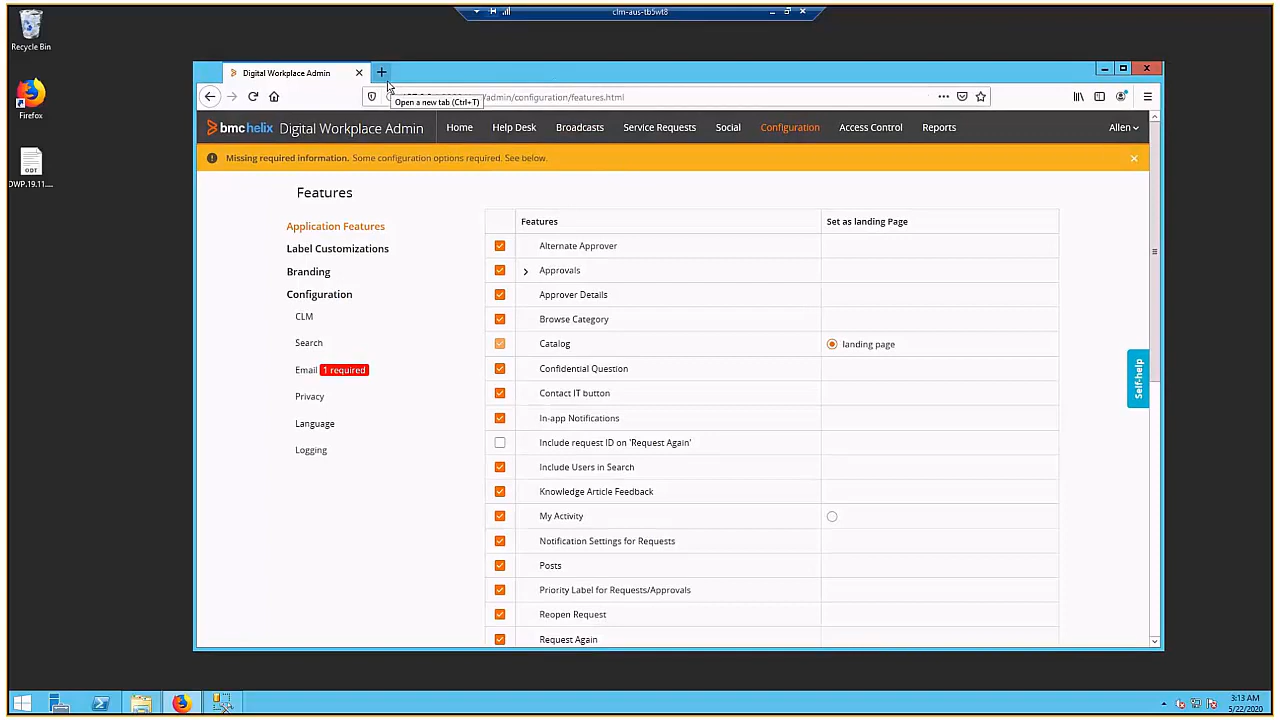 clm-aus-tb5wt8
Recycle Bin
Firefox
ODT
DWP.19.11....
Digital Workplace Admin
Open a new tab (Ctrl+T)
/admin/configuration/features.html
bmchelix Digital Workplace Admin
Home
Help Desk
Broadcasts
Service Requests
Social
Configuration
Access Control
Reports
Allen
Missing required information. Some configuration options required. See below.
Features
Application Features
Label Customizations
Branding
Configuration
CLM
Search
Email 1 required
Privacy
Language
Logging
Features
Set as landing Page
Alternate Approver
Approvals
Approver Details
Browse Category
Catalog
landing page
Confidential Question
Contact IT button
In-app Notifications
Include request ID on 'Request Again'
Include Users in Search
Knowledge Article Feedback
My Activity
Notification Settings for Requests
Posts
Priority Label for Requests/Approvals
Reopen Request
Request Again
Self-help
3:13 AM
5/22/2020